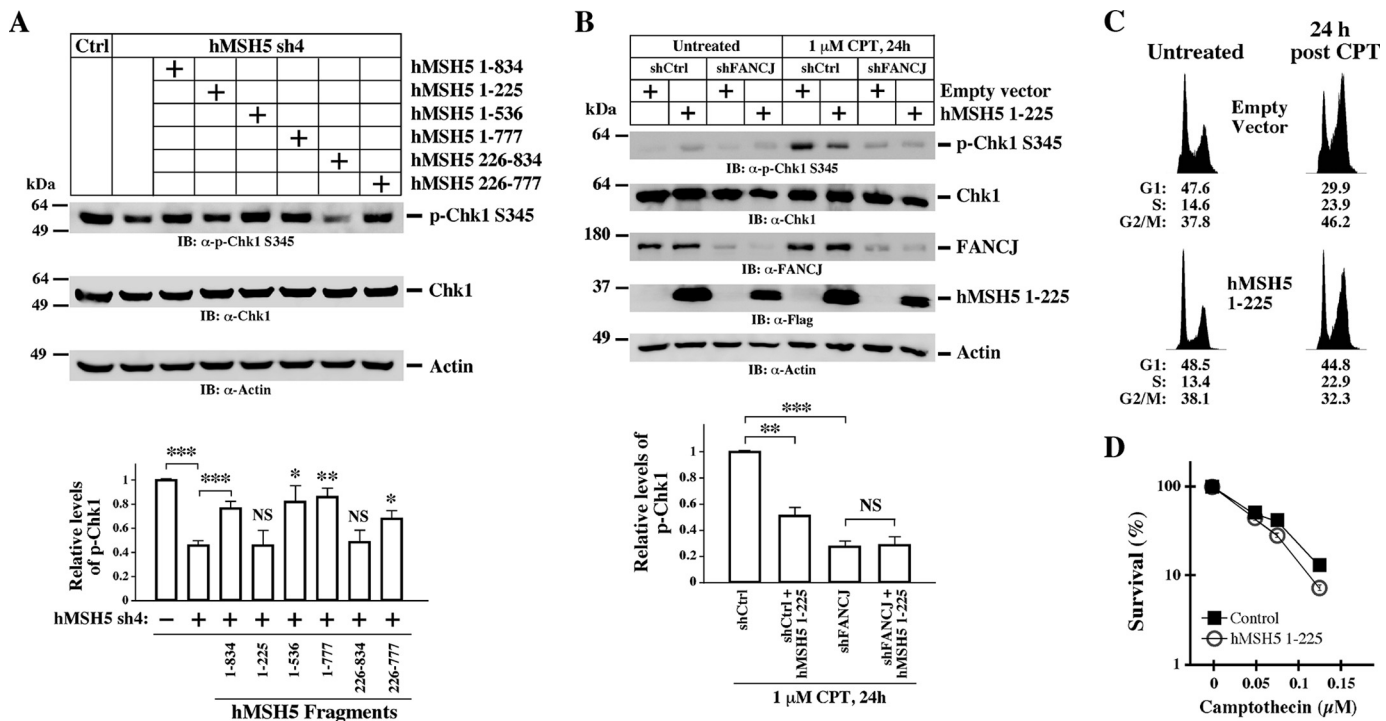 A
Ctrl
hMSH5 sh4
+ hMSH5 1-834
+ hMSH5 1-225
+ hMSH5 1-536
+ hMSH5 1-777
+ hMSH5 226-834
+ hMSH5 226-777
kDa
64
49
p-Chk1 S345
IB: α-p-Chk1 S345
64
49
Chk1
IB: α-Chk1
49
Actin
IB: α-Actin
Relative levels
of p-Chk1
1
0.8
0.6
0.4
0.2
0
***
***
NS
*
**
NS
*
hMSH5 sh4: − + + + + + + +
1-834
1-225
1-536
1-777
226-834
226-777
hMSH5 Fragments
B
Untreated
1 μM CPT, 24h
shCtrl
shFANCJ
shCtrl
shFANCJ
+ + + + Empty vector
+ + + + hMSH5 1-225
kDa
64
p-Chk1 S345
IB: α-p-Chk1 S345
64
Chk1
IB: α-Chk1
180
FANCJ
IB: α-FANCJ
37
hMSH5 1-225
IB: α-Flag
49
Actin
IB: α-Actin
Relative levels of
p-Chk1
1
0.8
0.6
0.4
0.2
0
***
**
NS
shCtrl
shCtrl +
hMSH5 1-225
shFANCJ
shFANCJ +
hMSH5 1-225
1 μM CPT, 24h
C
Untreated
24 h
post CPT
Empty
Vector
G1: 47.6 29.9
S: 14.6 23.9
G2/M: 37.8 46.2
hMSH5
1-225
G1: 48.5 44.8
S: 13.4 22.9
G2/M: 38.1 32.3
D
Survival (%)
100
10
1
Control
hMSH5 1-225
0 0.05 0.1 0.15
Camptothecin (μM)